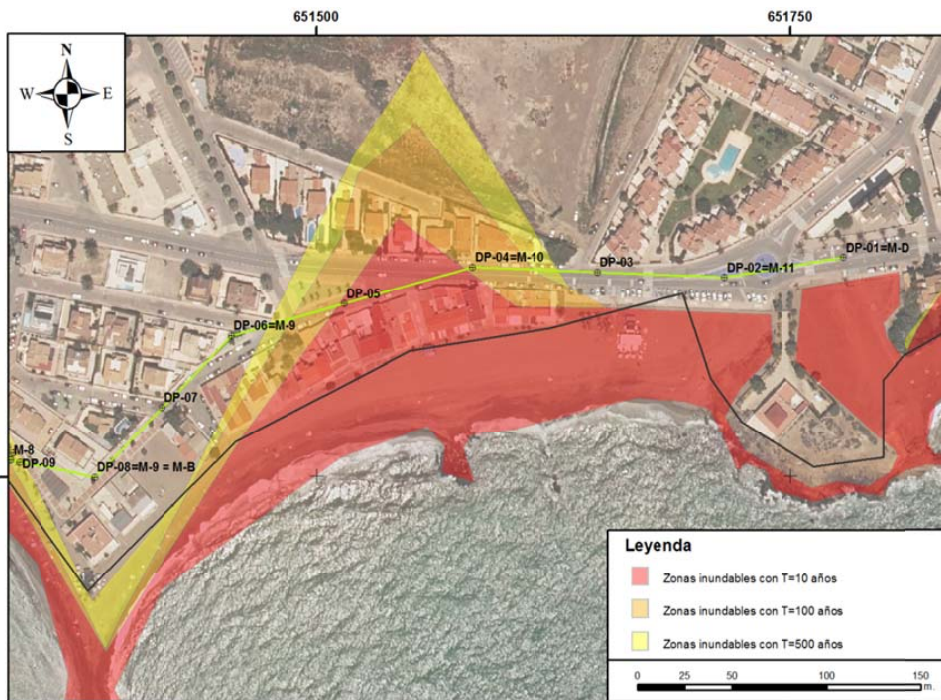 651500
651750
N
W E
S
DP-01=M-D
DP-04=M-10
DP-03
DP-02=M-11
DP-05
DP-06=M-9
DP-07
M-8
DP-09
DP-08=M-9 = M-B
Leyenda
Zonas inundables con T=10 años
Zonas inundables con T=100 años
Zonas inundables con T=500 años
0 25 50 100 150
m.